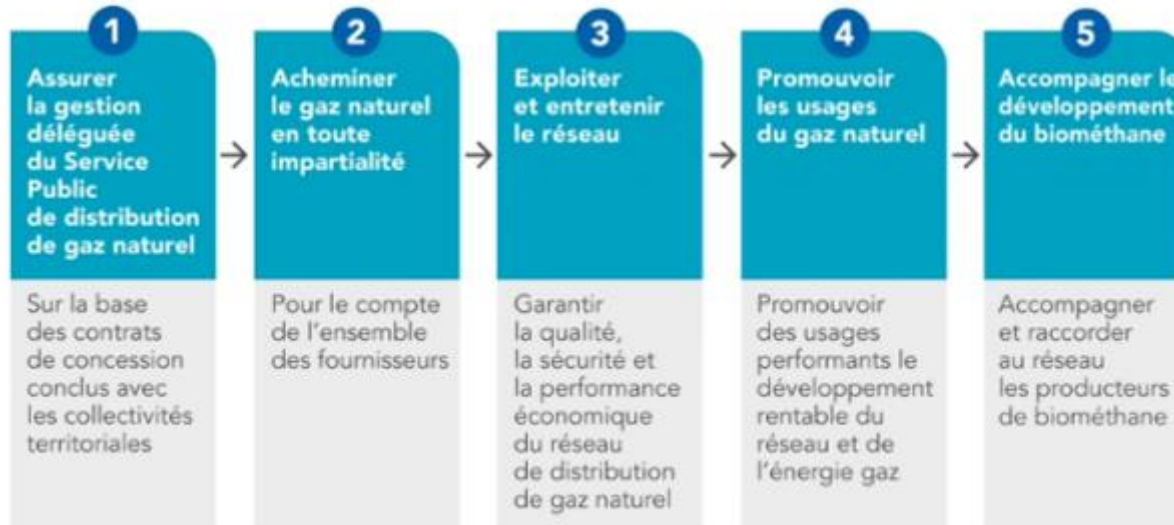 1
Assurer
la gestion
déléguée
du Service
Public
de distribution
de gaz naturel
Sur la base
des contrats
de concession
conclus avec
les collectivités
territoriales
2
Acheminer
le gaz naturel
en toute
impartialité
Pour le compte
de l'ensemble
des fournisseurs
3
Exploiter
et entretenir
le réseau
Garantir
la qualité,
la sécurité et
la performance
économique
du réseau
de distribution
de gaz naturel
4
Promouvoir
les usages
du gaz naturel
Promouvoir
des usages
performants le
développement
rentable du
réseau et de
l'énergie gaz
5
Accompagner le
développement
du biométhane
Accompagner
et raccorder
au réseau
les producteurs
de biométhane